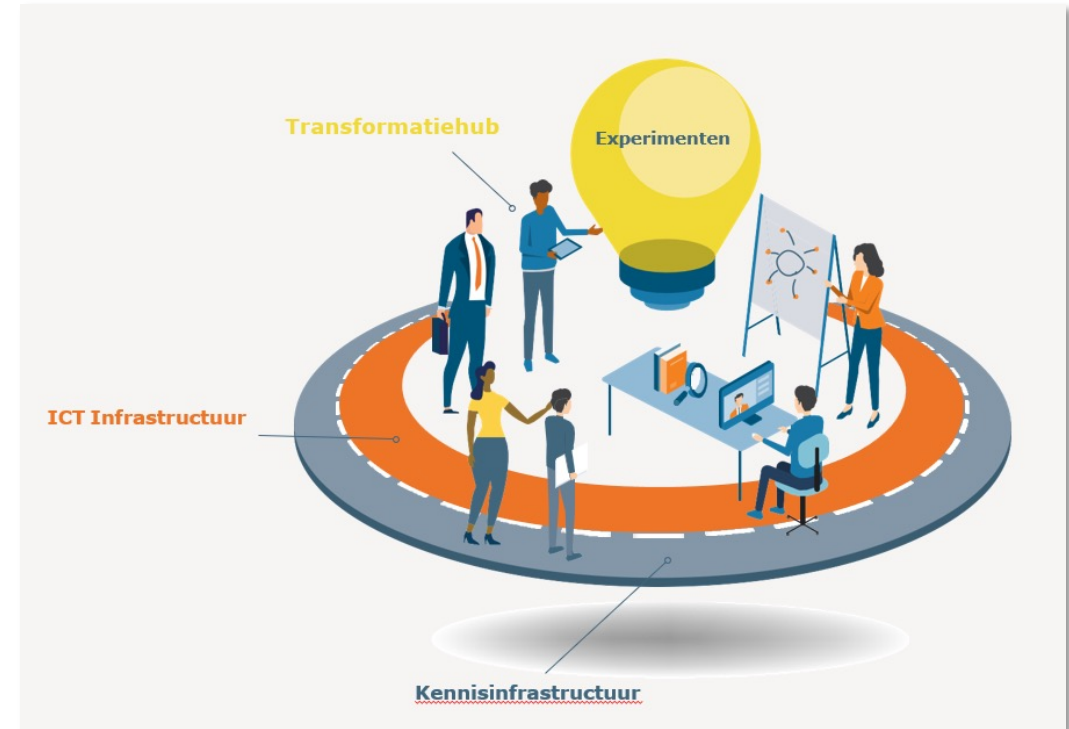 Transformatiehub
Experimenten
ICT Infrastructuur
Kennisinfrastructuur